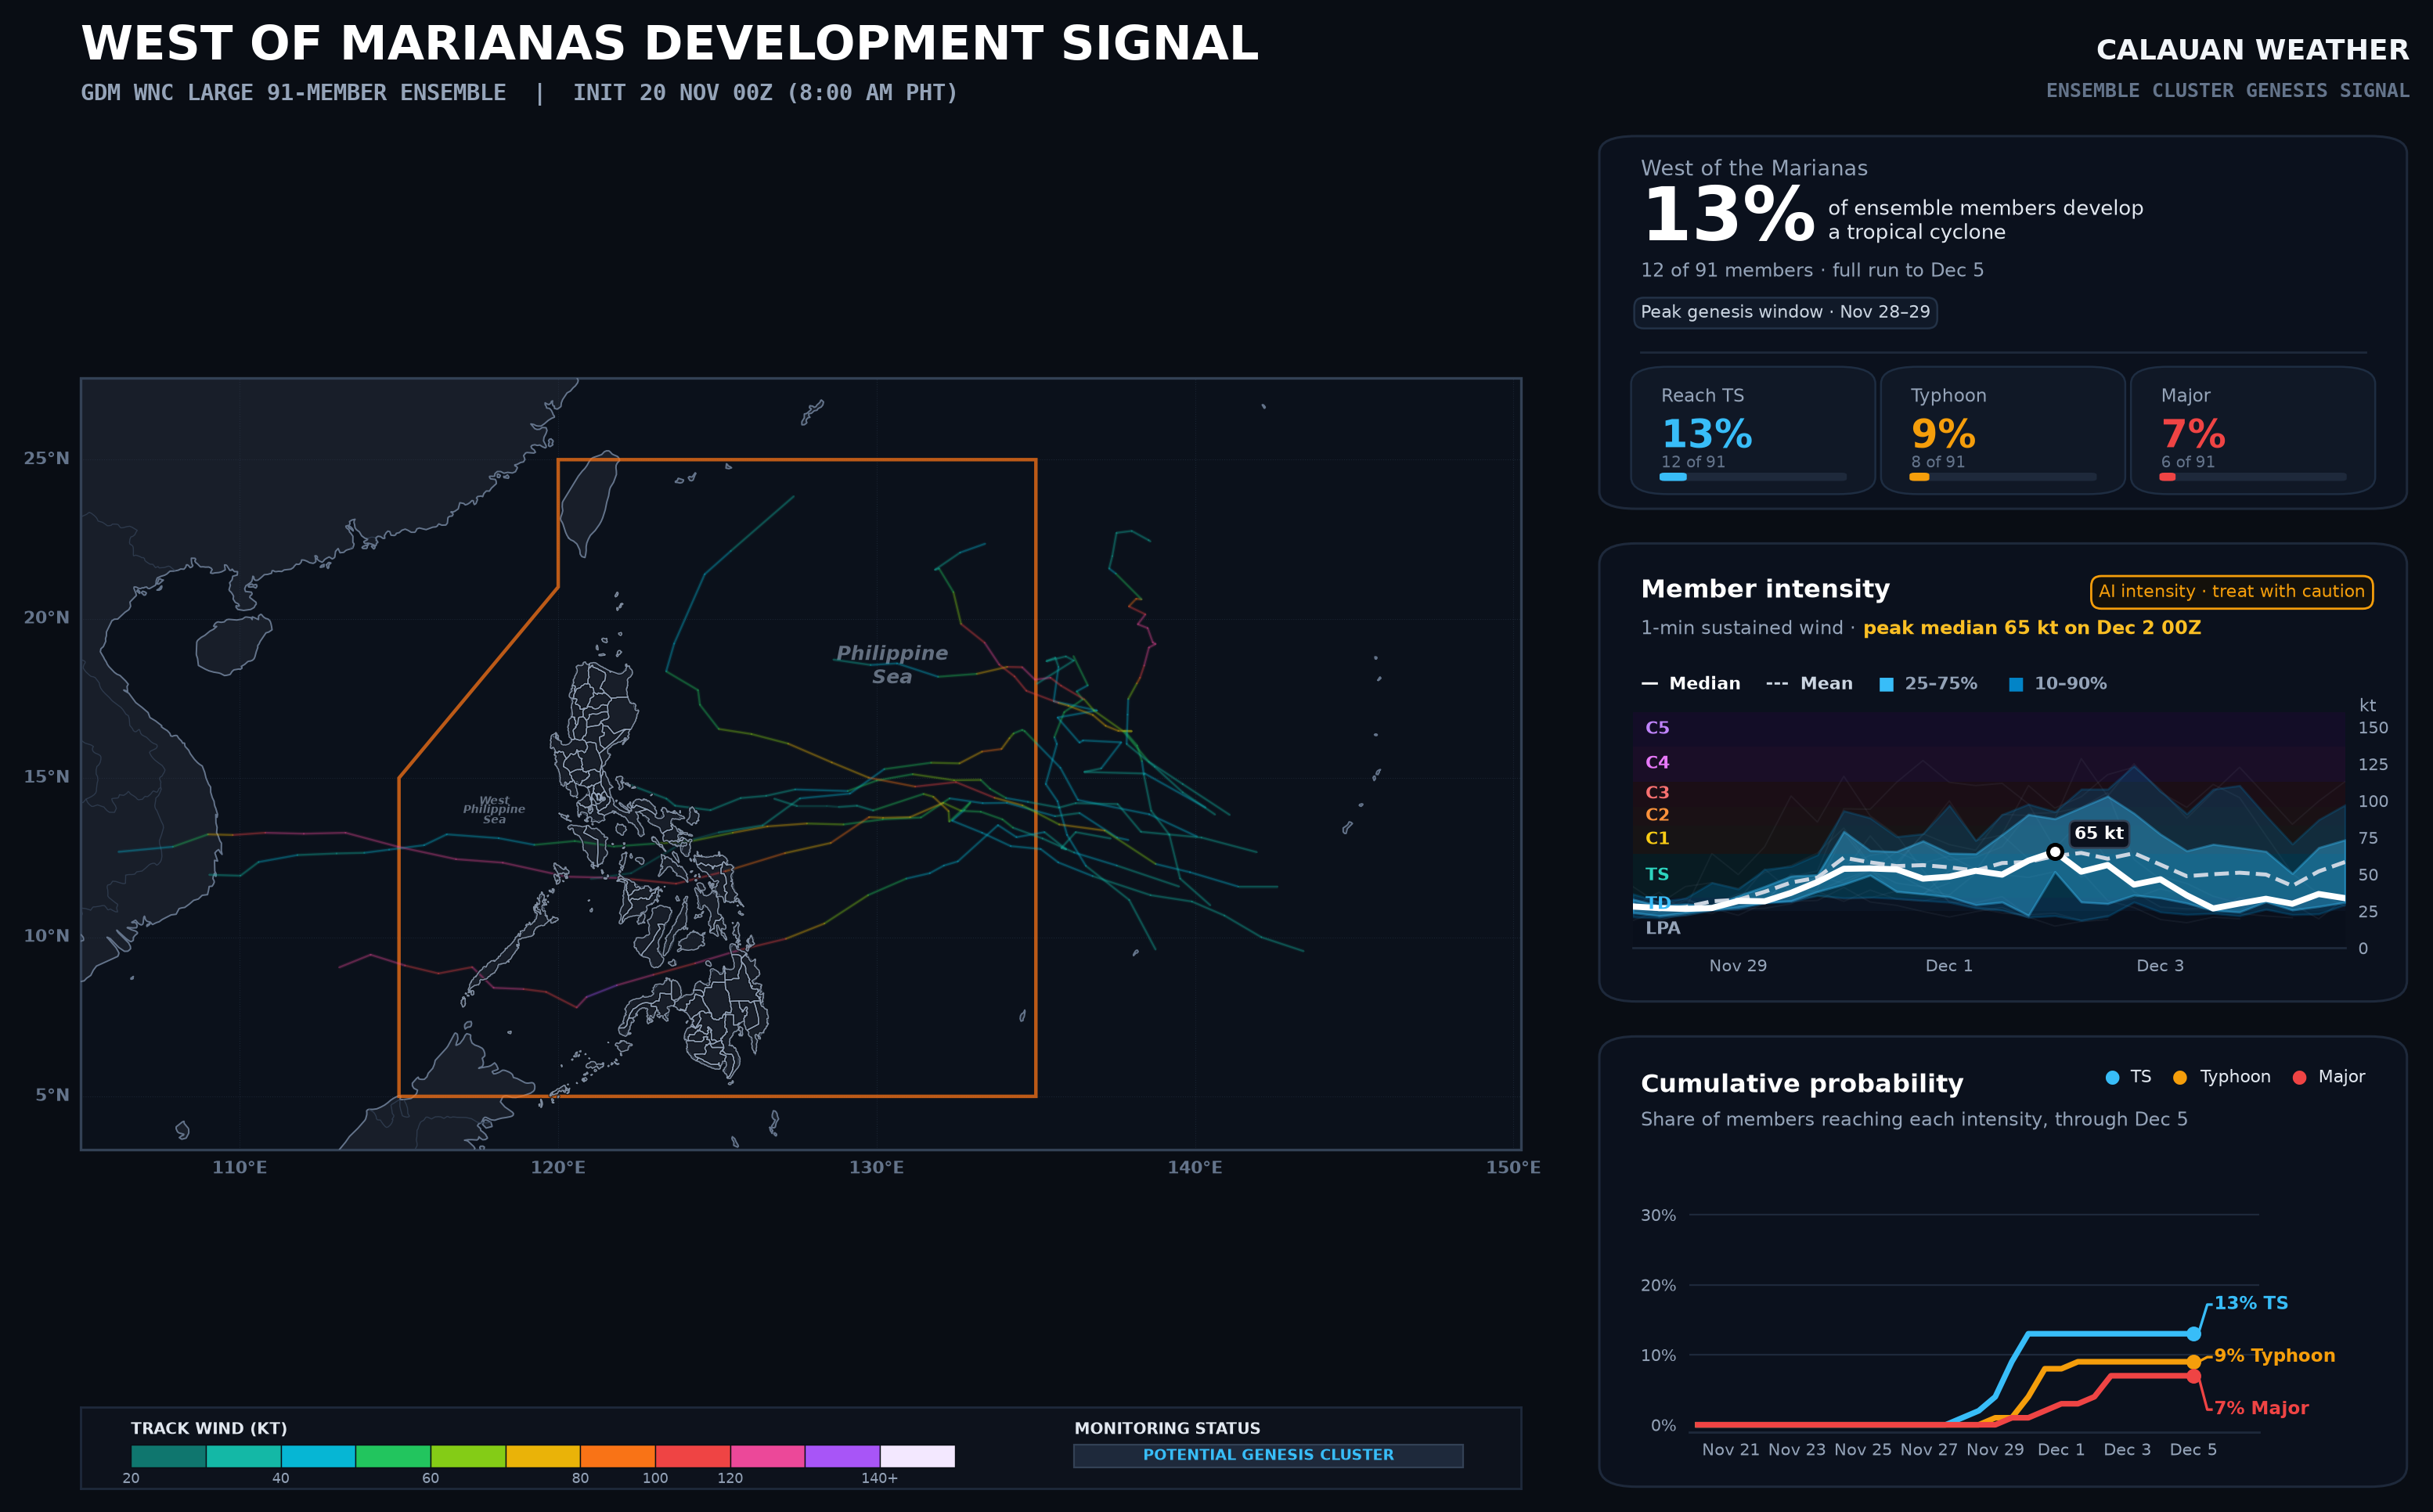 WEST OF MARIANAS DEVELOPMENT SIGNAL
GDM WNC LARGE 91-MEMBER ENSEMBLE | INIT 20 NOV 00Z (8:00 AM PHT)
CALAUAN WEATHER
ENSEMBLE CLUSTER GENESIS SIGNAL
25°N
20°N
15°N
10°N
5°N
110°E
120°E
130°E
140°E
150°E
Philippine
Sea
West
Philippine
Sea
TRACK WIND (KT)
20
40
60
80
100
120
140+
MONITORING STATUS
POTENTIAL GENESIS CLUSTER
West of the Marianas
13%
of ensemble members develop
a tropical cyclone
12 of 91 members · full run to Dec 5
Peak genesis window · Nov 28–29
Reach TS
13%
12 of 91
Typhoon
9%
8 of 91
Major
7%
6 of 91
Member intensity
AI intensity · treat with caution
1-min sustained wind · peak median 65 kt on Dec 2 00Z
Median
Mean
25–75%
10–90%
kt
150
125
100
75
50
25
0
C5
C4
C3
C2
C1
TS
TD
LPA
65 kt
Nov 29
Dec 1
Dec 3
Cumulative probability
TS
Typhoon
Major
Share of members reaching each intensity, through Dec 5
30%
20%
10%
0%
13% TS
9% Typhoon
7% Major
Nov 21
Nov 23
Nov 25
Nov 27
Nov 29
Dec 1
Dec 3
Dec 5